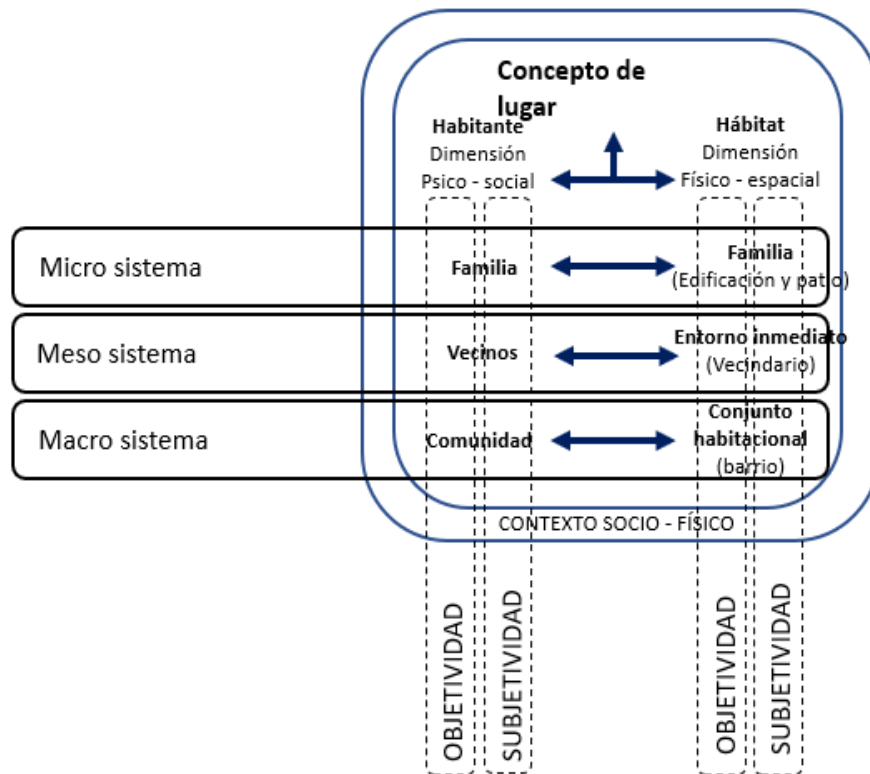 Concepto de
lugar
Habitante
Dimensión
Psico - social
Hábitat
Dimensión
Físico - espacial
Micro sistema
Familia
Familia
(Edificación y patio)
Meso sistema
Vecinos
Entorno inmediato
(Vecindario)
Macro sistema
Comunidad
Conjunto
habitacional
(barrio)
CONTEXTO SOCIO - FÍSICO
OBJETIVIDAD
SUBJETIVIDAD
OBJETIVIDAD
SUBJETIVIDAD